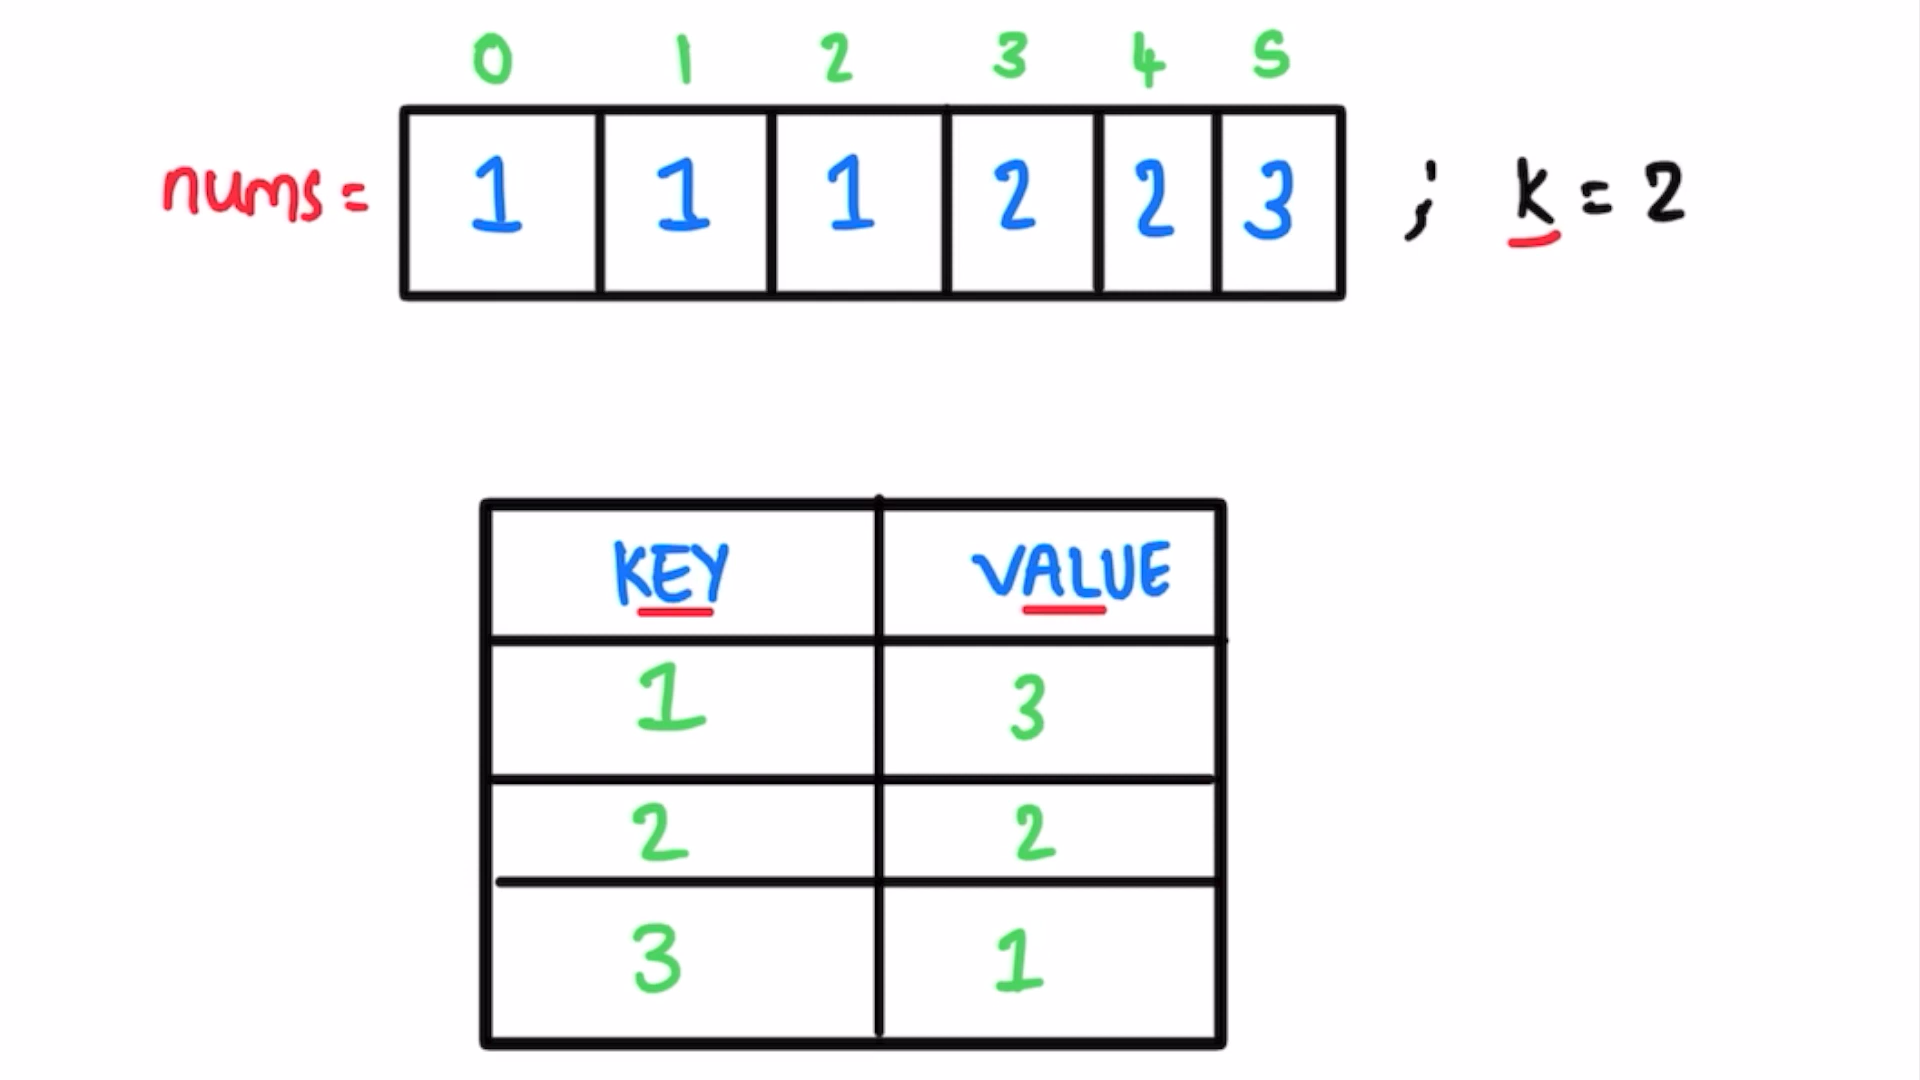 0 1 2 3 4 5
nums = 1 1 1 2 2 3 ; k = 2
KEY VALUE
1 3
2 2
3 1